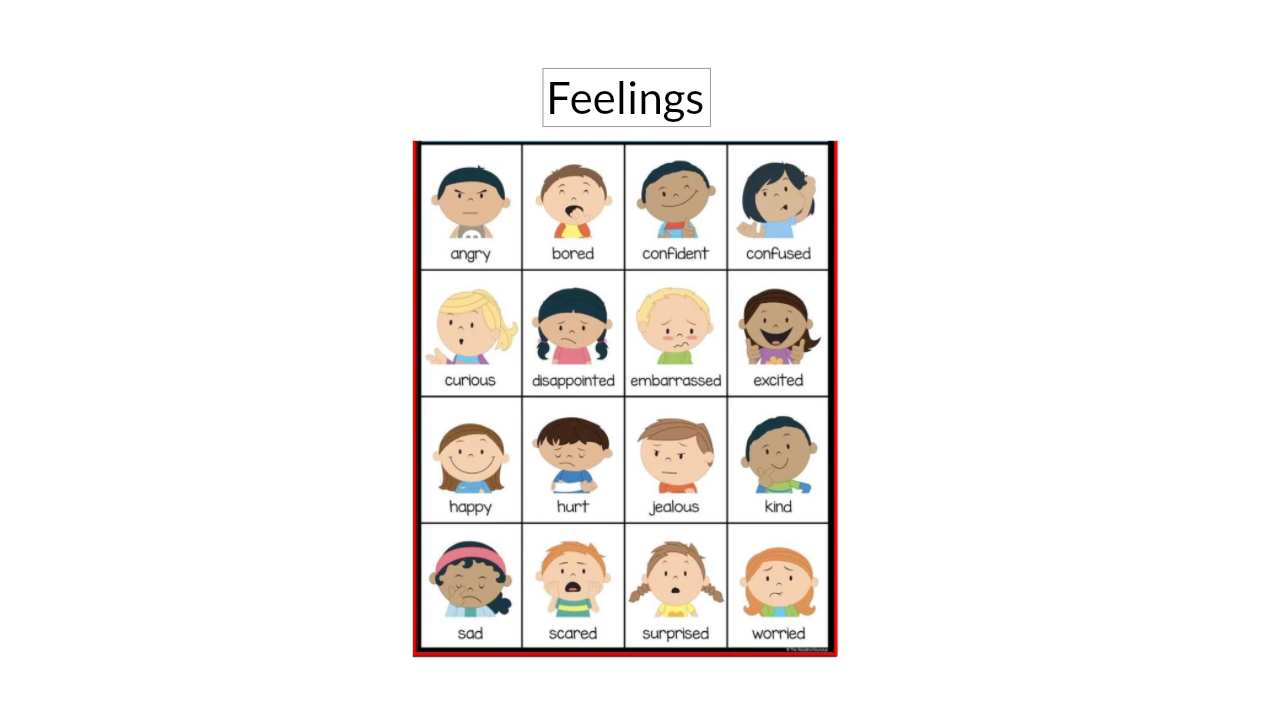 Feelings
angry bored confident confused
curious disappointed embarrassed excited
happy hurt jealous kind
sad scared surprised worried